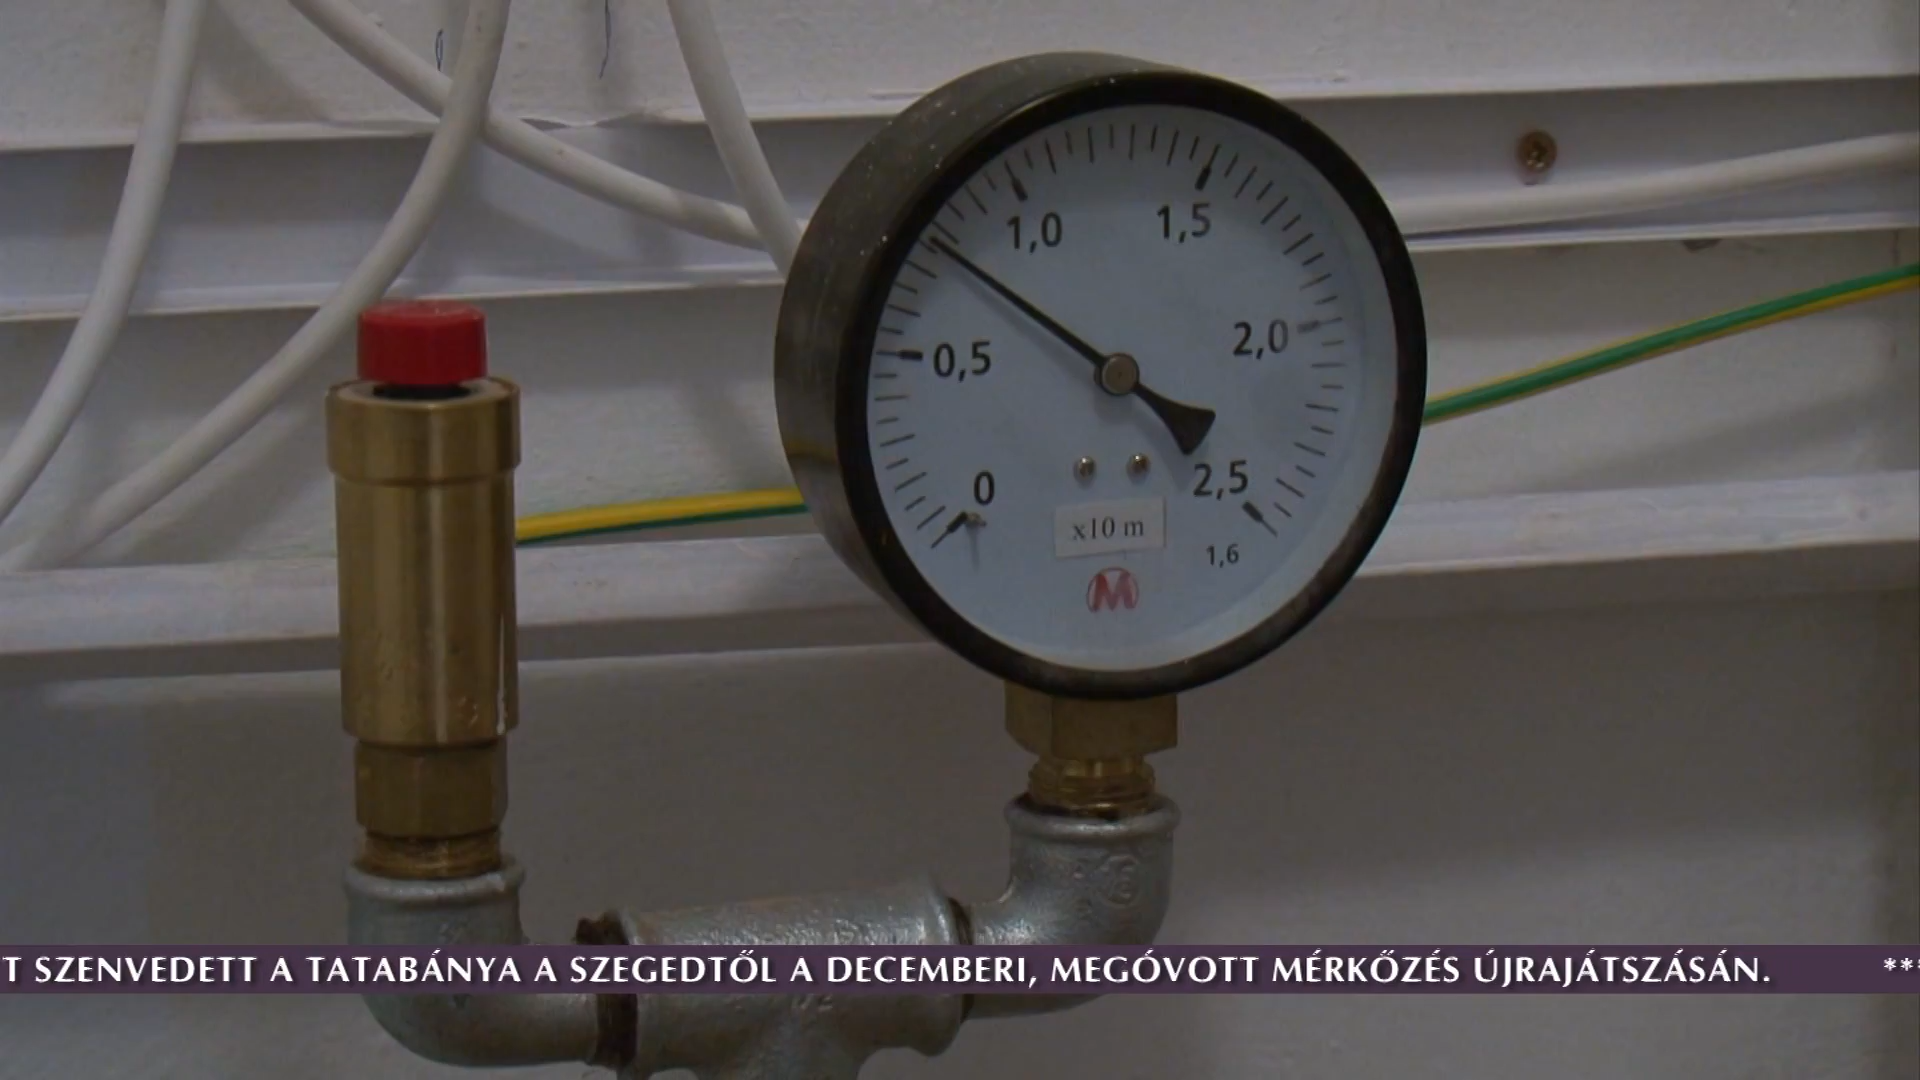 1,0
1,5
0,5
2,0
0
2,5
x10 m
1,6
M
T SZENVEDETT A TATABÁNYA A SZEGEDTŐL A DECEMBERI, MEGÓVOTT MÉRKŐZÉS ÚJRAJÁTSZÁSÁN. ***